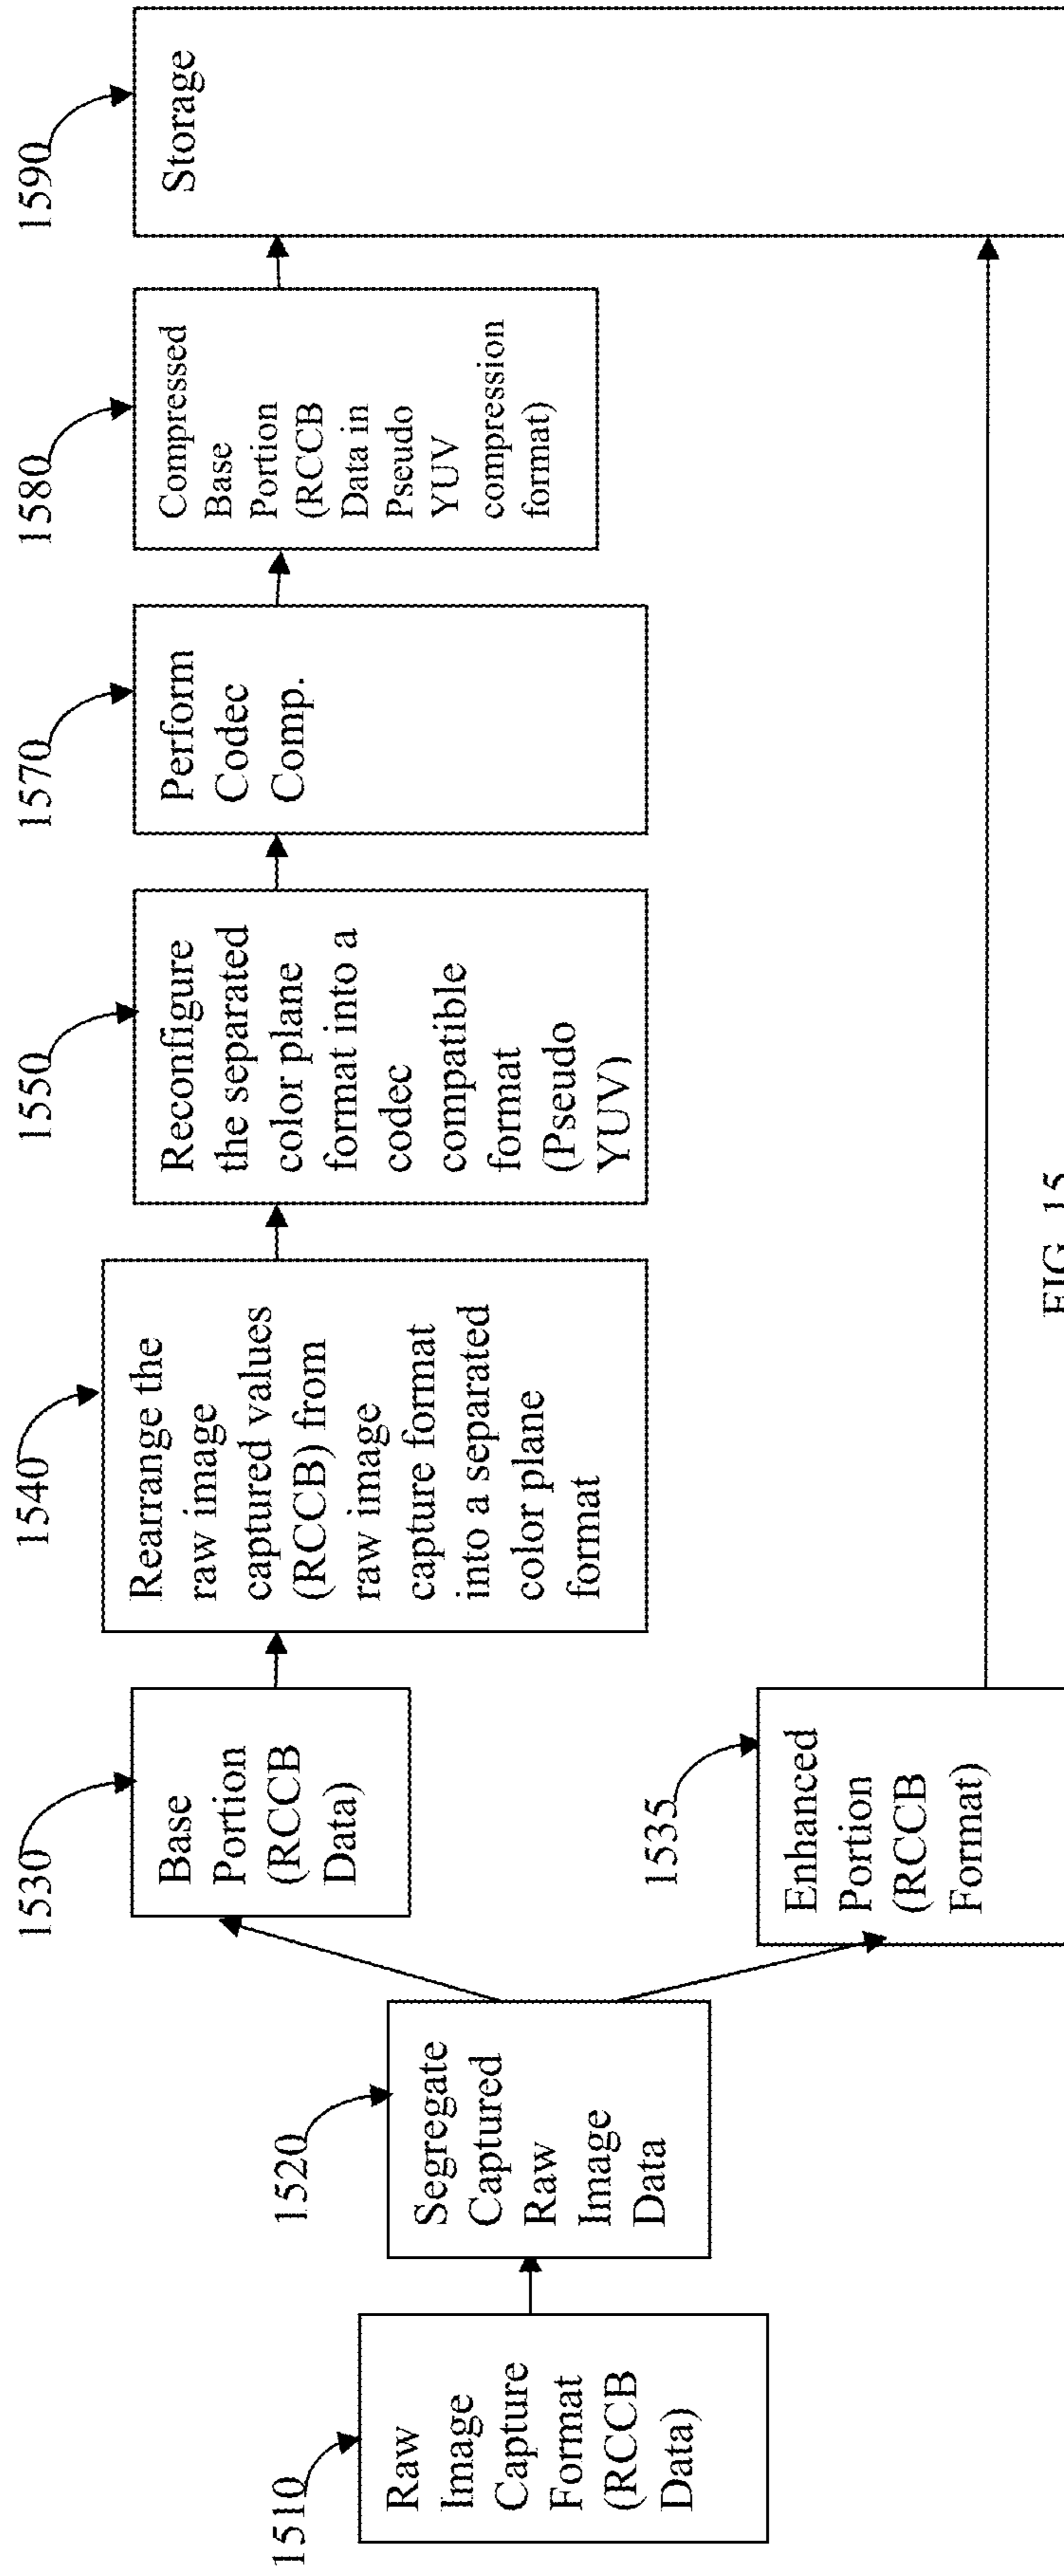 1510
Raw
Image
Capture
Format
(RCCB
Data)
1520
Segregate
Captured
Raw
Image
Data
1530
Base
Portion
(RCCB
Data)
1535
Enhanced
Portion
(RCCB
Format)
1540
Rearrange the
raw image
captured values
(RCCB) from
raw image
capture format
into a separated
color plane
format
1550
Reconfigure
the separated
color plane
format into a
codec
compatible
format
(Pseudo
YUV)
1570
Perform
Codec
Comp.
1580
Compressed
Base
Portion
(RCCB
Data in
Pseudo
YUV
compression
format)
1590
Storage
FIG. 15